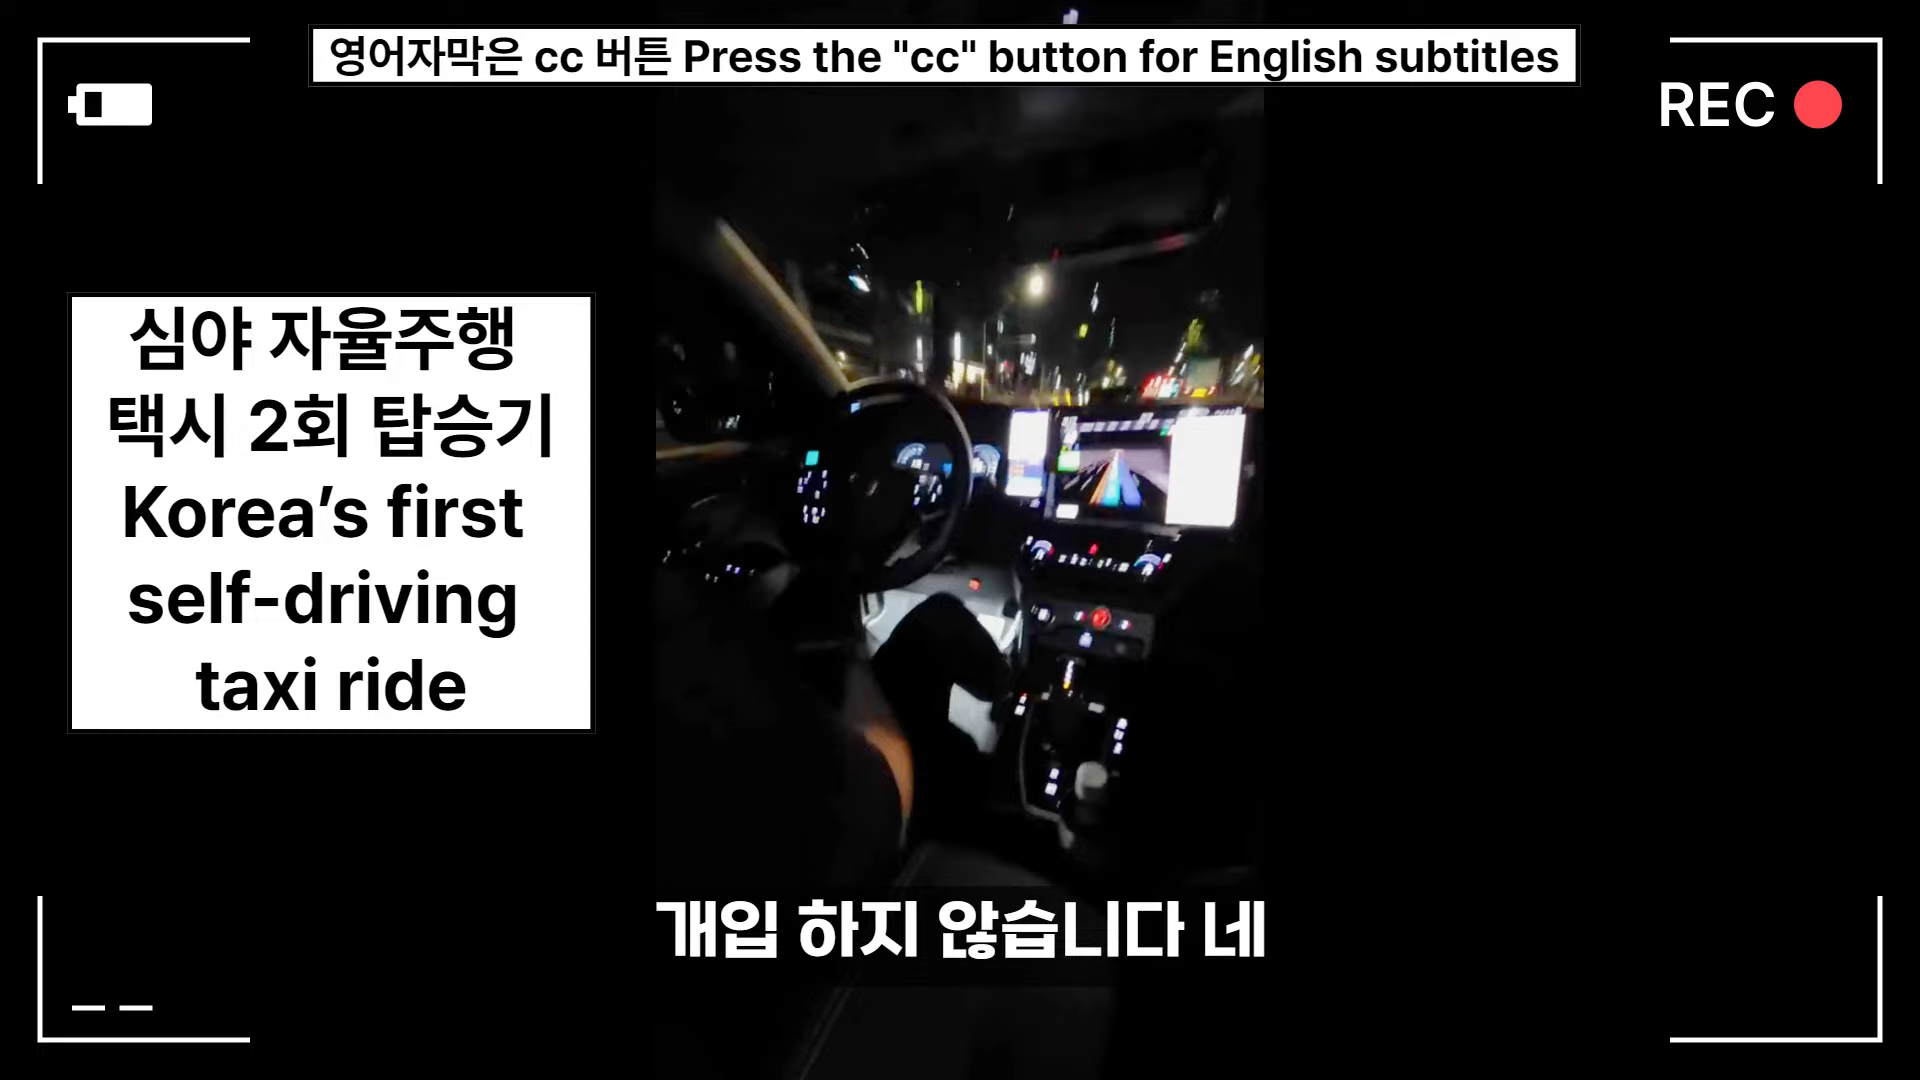 영어자막은 cc 버튼 Press the "cc" button for English subtitles
REC
심야 자율주행
택시 2회 탑승기
Korea’s first
self-driving
taxi ride
개입 하지 않습니다 네